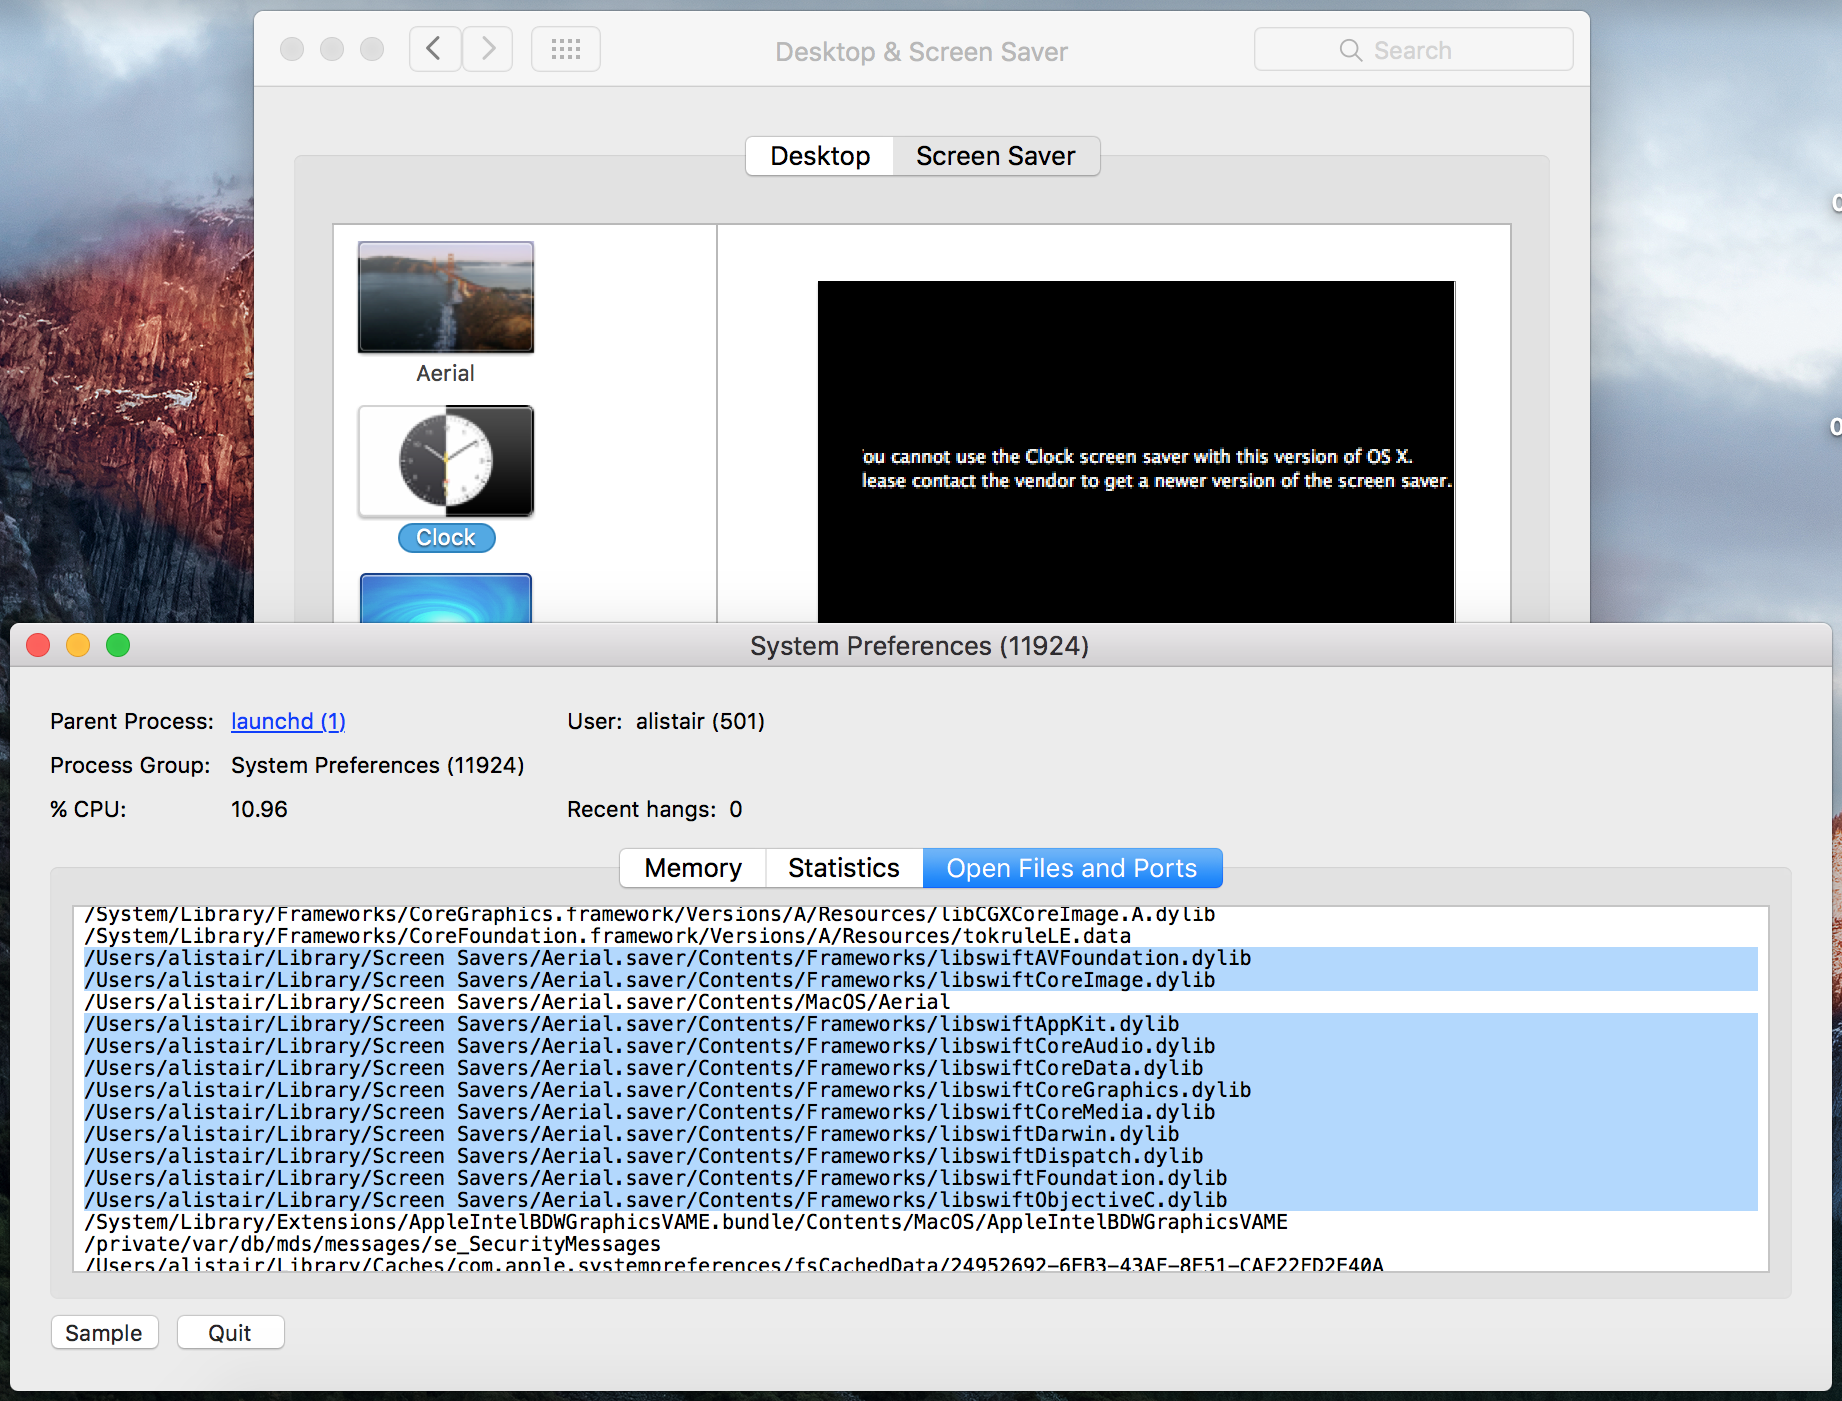 Desktop & Screen Saver
Search
Desktop Screen Saver
Aerial
Clock
ou cannot use the Clock screen saver with this version of OS X.
lease contact the vendor to get a newer version of the screen saver.
System Preferences (11924)
Parent Process: launchd (1) User: alistair (501)
Process Group: System Preferences (11924)
% CPU: 10.96 Recent hangs: 0
Memory Statistics Open Files and Ports
/System/Library/Frameworks/CoreGraphics.framework/Versions/A/Resources/libCGXCoreImage.A.dylib
/System/Library/Frameworks/CoreFoundation.framework/Versions/A/Resources/tokruleLE.data
/Users/alistair/Library/Screen Savers/Aerial.saver/Contents/Frameworks/libswiftAVFoundation.dylib
/Users/alistair/Library/Screen Savers/Aerial.saver/Contents/Frameworks/libswiftCoreImage.dylib
/Users/alistair/Library/Screen Savers/Aerial.saver/Contents/MacOS/Aerial
/Users/alistair/Library/Screen Savers/Aerial.saver/Contents/Frameworks/libswiftAppKit.dylib
/Users/alistair/Library/Screen Savers/Aerial.saver/Contents/Frameworks/libswiftCoreAudio.dylib
/Users/alistair/Library/Screen Savers/Aerial.saver/Contents/Frameworks/libswiftCoreData.dylib
/Users/alistair/Library/Screen Savers/Aerial.saver/Contents/Frameworks/libswiftCoreGraphics.dylib
/Users/alistair/Library/Screen Savers/Aerial.saver/Contents/Frameworks/libswiftCoreMedia.dylib
/Users/alistair/Library/Screen Savers/Aerial.saver/Contents/Frameworks/libswiftDarwin.dylib
/Users/alistair/Library/Screen Savers/Aerial.saver/Contents/Frameworks/libswiftDispatch.dylib
/Users/alistair/Library/Screen Savers/Aerial.saver/Contents/Frameworks/libswiftFoundation.dylib
/Users/alistair/Library/Screen Savers/Aerial.saver/Contents/Frameworks/libswiftObjectiveC.dylib
/System/Library/Extensions/AppleIntelBDWGraphicsVAME.bundle/Contents/MacOS/AppleIntelBDWGraphicsVAME
/private/var/db/mds/messages/se_SecurityMessages
/Users/alistair/Library/Caches/com.apple.systempreferences/fsCachedData/24952692-6EB3-43AE-8E51-CAE22ED2E40A
Sample Quit